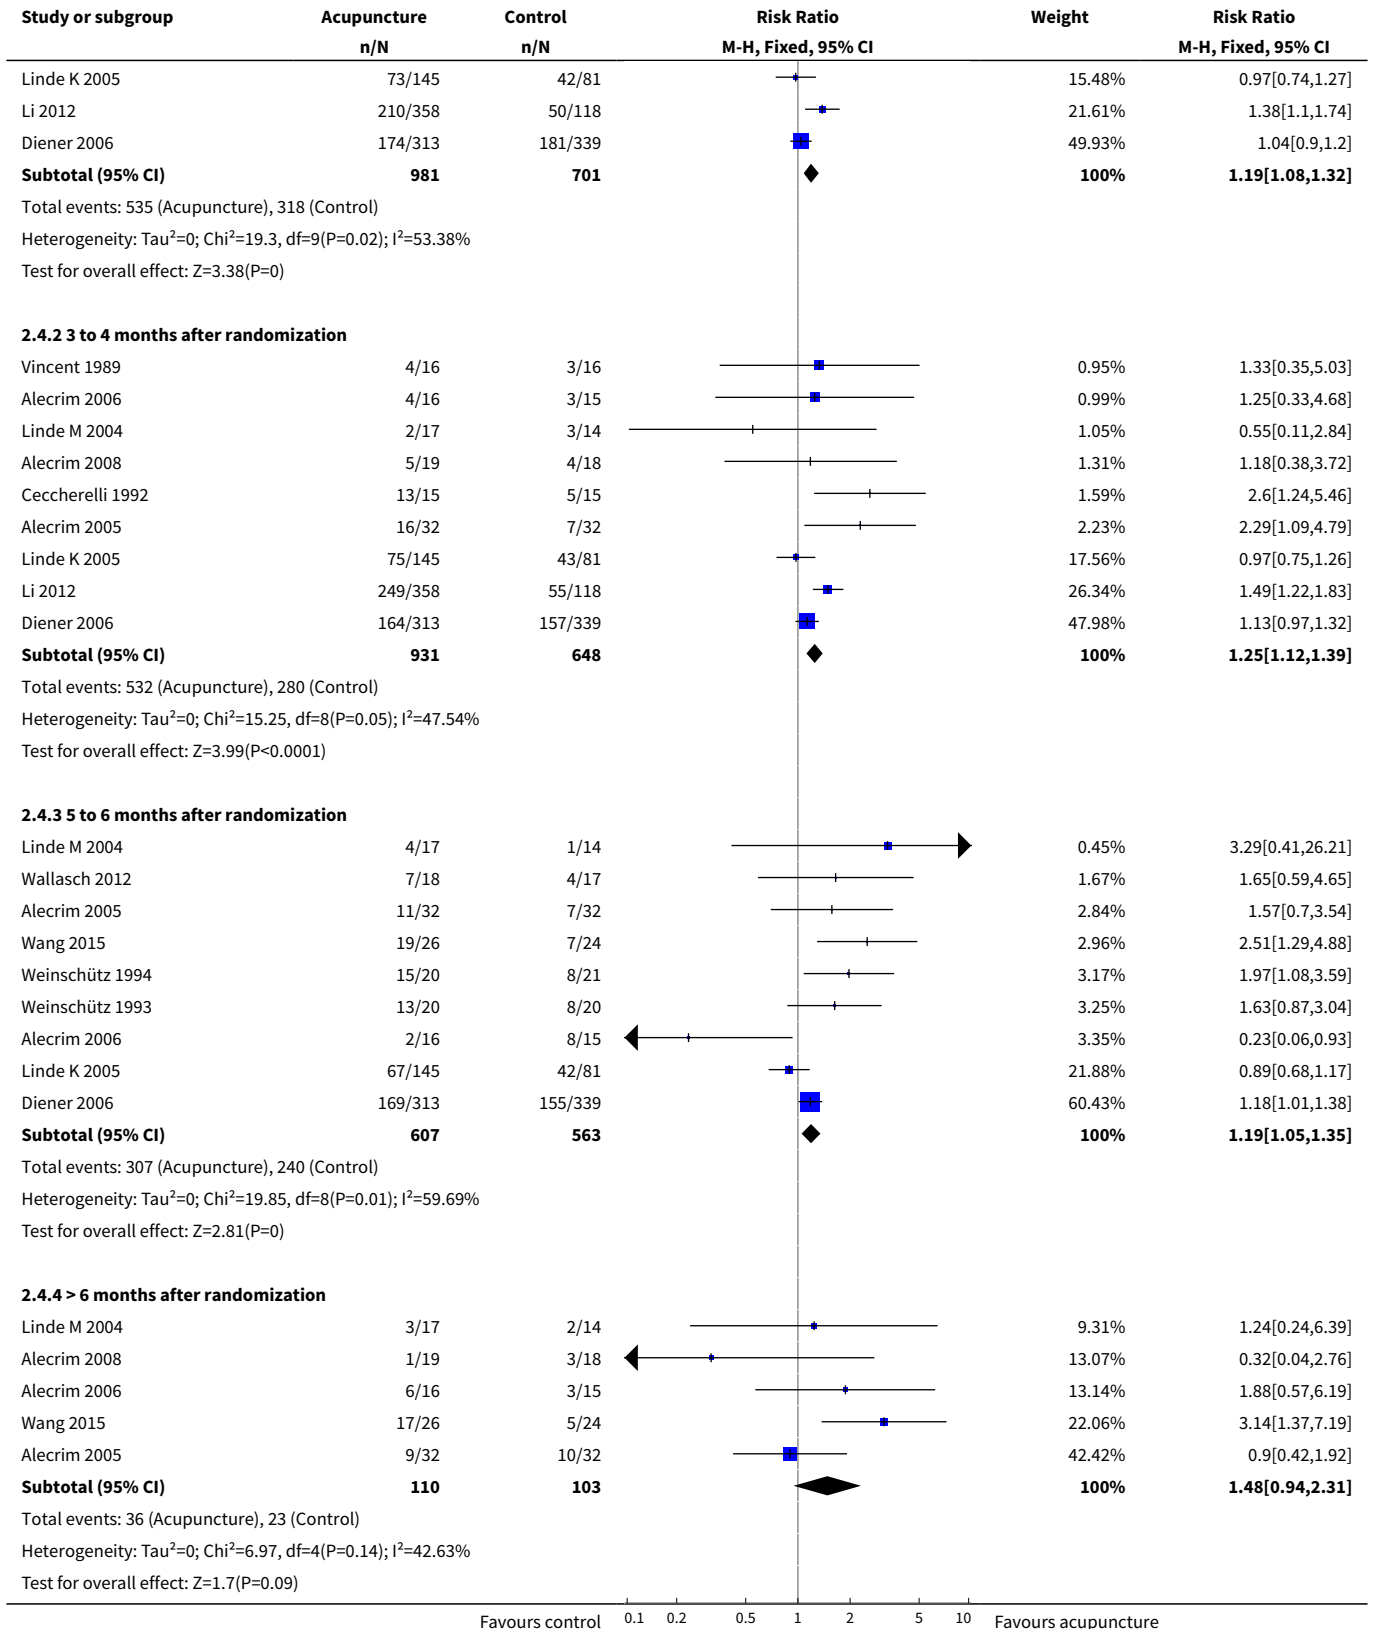 Study or subgroup Acupuncture Control Risk Ratio Weight Risk Ratio
n/N n/N M-H, Fixed, 95% CI M-H, Fixed, 95% CI
Linde K 2005 73/145 42/81 15.48% 0.97[0.74,1.27]
Li 2012 210/358 50/118 21.61% 1.38[1.1,1.74]
Diener 2006 174/313 181/339 49.93% 1.04[0.9,1.2]
Subtotal (95% CI) 981 701 100% 1.19[1.08,1.32]
Total events: 535 (Acupuncture), 318 (Control)
Heterogeneity: Tau²=0; Chi²=19.3, df=9(P=0.02); I²=53.38%
Test for overall effect: Z=3.38(P=0)
2.4.2 3 to 4 months after randomization
Vincent 1989 4/16 3/16 0.95% 1.33[0.35,5.03]
Alecrim 2006 4/16 3/15 0.99% 1.25[0.33,4.68]
Linde M 2004 2/17 3/14 1.05% 0.55[0.11,2.84]
Alecrim 2008 5/19 4/18 1.31% 1.18[0.38,3.72]
Ceccherelli 1992 13/15 5/15 1.59% 2.6[1.24,5.46]
Alecrim 2005 16/32 7/32 2.23% 2.29[1.09,4.79]
Linde K 2005 75/145 43/81 17.56% 0.97[0.75,1.26]
Li 2012 249/358 55/118 26.34% 1.49[1.22,1.83]
Diener 2006 164/313 157/339 47.98% 1.13[0.97,1.32]
Subtotal (95% CI) 931 648 100% 1.25[1.12,1.39]
Total events: 532 (Acupuncture), 280 (Control)
Heterogeneity: Tau²=0; Chi²=15.25, df=8(P=0.05); I²=47.54%
Test for overall effect: Z=3.99(P<0.0001)
2.4.3 5 to 6 months after randomization
Linde M 2004 4/17 1/14 0.45% 3.29[0.41,26.21]
Wallasch 2012 7/18 4/17 1.67% 1.65[0.59,4.65]
Alecrim 2005 11/32 7/32 2.84% 1.57[0.7,3.54]
Wang 2015 19/26 7/24 2.96% 2.51[1.29,4.88]
Weinschütz 1994 15/20 8/21 3.17% 1.97[1.08,3.59]
Weinschütz 1993 13/20 8/20 3.25% 1.63[0.87,3.04]
Alecrim 2006 2/16 8/15 3.35% 0.23[0.06,0.93]
Linde K 2005 67/145 42/81 21.88% 0.89[0.68,1.17]
Diener 2006 169/313 155/339 60.43% 1.18[1.01,1.38]
Subtotal (95% CI) 607 563 100% 1.19[1.05,1.35]
Total events: 307 (Acupuncture), 240 (Control)
Heterogeneity: Tau²=0; Chi²=19.85, df=8(P=0.01); I²=59.69%
Test for overall effect: Z=2.81(P=0)
2.4.4 > 6 months after randomization
Linde M 2004 3/17 2/14 9.31% 1.24[0.24,6.39]
Alecrim 2008 1/19 3/18 13.07% 0.32[0.04,2.76]
Alecrim 2006 6/16 3/15 13.14% 1.88[0.57,6.19]
Wang 2015 17/26 5/24 22.06% 3.14[1.37,7.19]
Alecrim 2005 9/32 10/32 42.42% 0.9[0.42,1.92]
Subtotal (95% CI) 110 103 100% 1.48[0.94,2.31]
Total events: 36 (Acupuncture), 23 (Control)
Heterogeneity: Tau²=0; Chi²=6.97, df=4(P=0.14); I²=42.63%
Test for overall effect: Z=1.7(P=0.09)
Favours control 0.1 0.2 0.5 1 2 5 10 Favours acupuncture